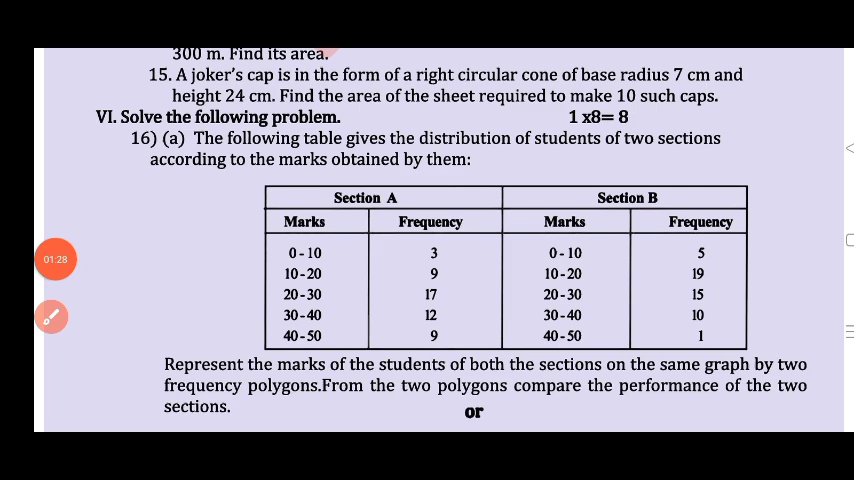 300 m. Find its area.
15. A joker's cap is in the form of a right circular cone of base radius 7 cm and
height 24 cm. Find the area of the sheet required to make 10 such caps.
VI. Solve the following problem. 1 x8= 8
16) (a) The following table gives the distribution of students of two sections
according to the marks obtained by them:
Section A Section B
Marks Frequency Marks Frequency
0-10 3 0-10 5
10-20 9 10-20 19
20-30 17 20-30 15
30-40 12 30-40 10
40-50 9 40-50 1
01:28
Represent the marks of the students of both the sections on the same graph by two
frequency polygons.From the two polygons compare the performance of the two
sections.
or